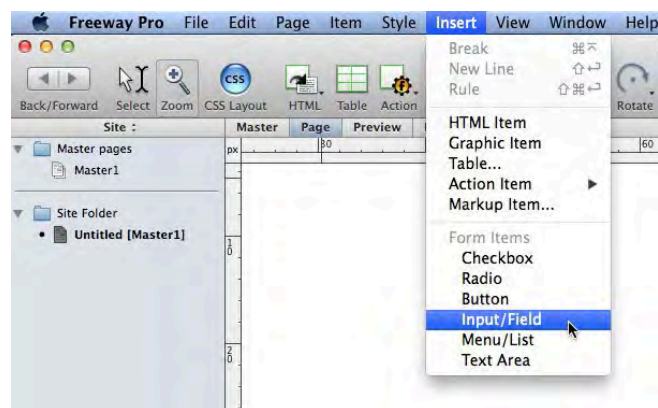 Freeway Pro File Edit Page Item Style Insert View Window Help
Back/Forward Select Zoom CSS Layout HTML Table Action Rotate
CSS
Site :
Master Page Preview
px 30 60
Master pages
Master1
Site Folder
• Untitled [Master1]
10
20
Break ⌘⌅
New Line ⇧↩
Rule ⇧⌘↩
HTML Item
Graphic Item
Table...
Action Item ▶
Markup Item...
Form Items
Checkbox
Radio
Button
Input/Field
Menu/List
Text Area